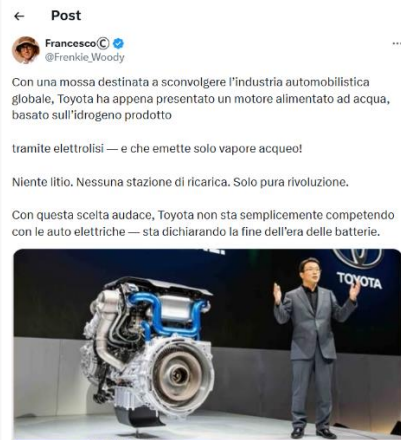 Post
Francesco©
@Frenkie_Woody
Con una mossa destinata a sconvolgere l'industria automobilistica
globale, Toyota ha appena presentato un motore alimentato ad acqua,
basato sull'idrogeno prodotto
tramite elettrolisi — e che emette solo vapore acqueo!
Niente litio. Nessuna stazione di ricarica. Solo pura rivoluzione.
Con questa scelta audace, Toyota non sta semplicemente competendo
con le auto elettriche — sta dichiarando la fine dell'era delle batterie.
TOYOTA